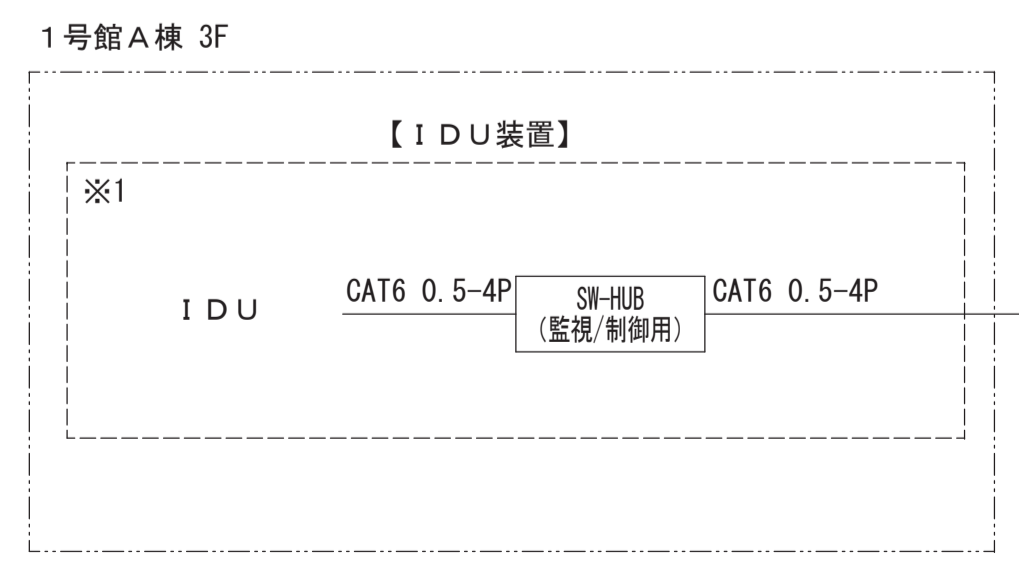 １号館Ａ棟 3F
【ＩＤＵ装置】
※1
ＩＤＵ
CAT6 0.5-4P
SW-HUB
(監視/制御用)
CAT6 0.5-4P